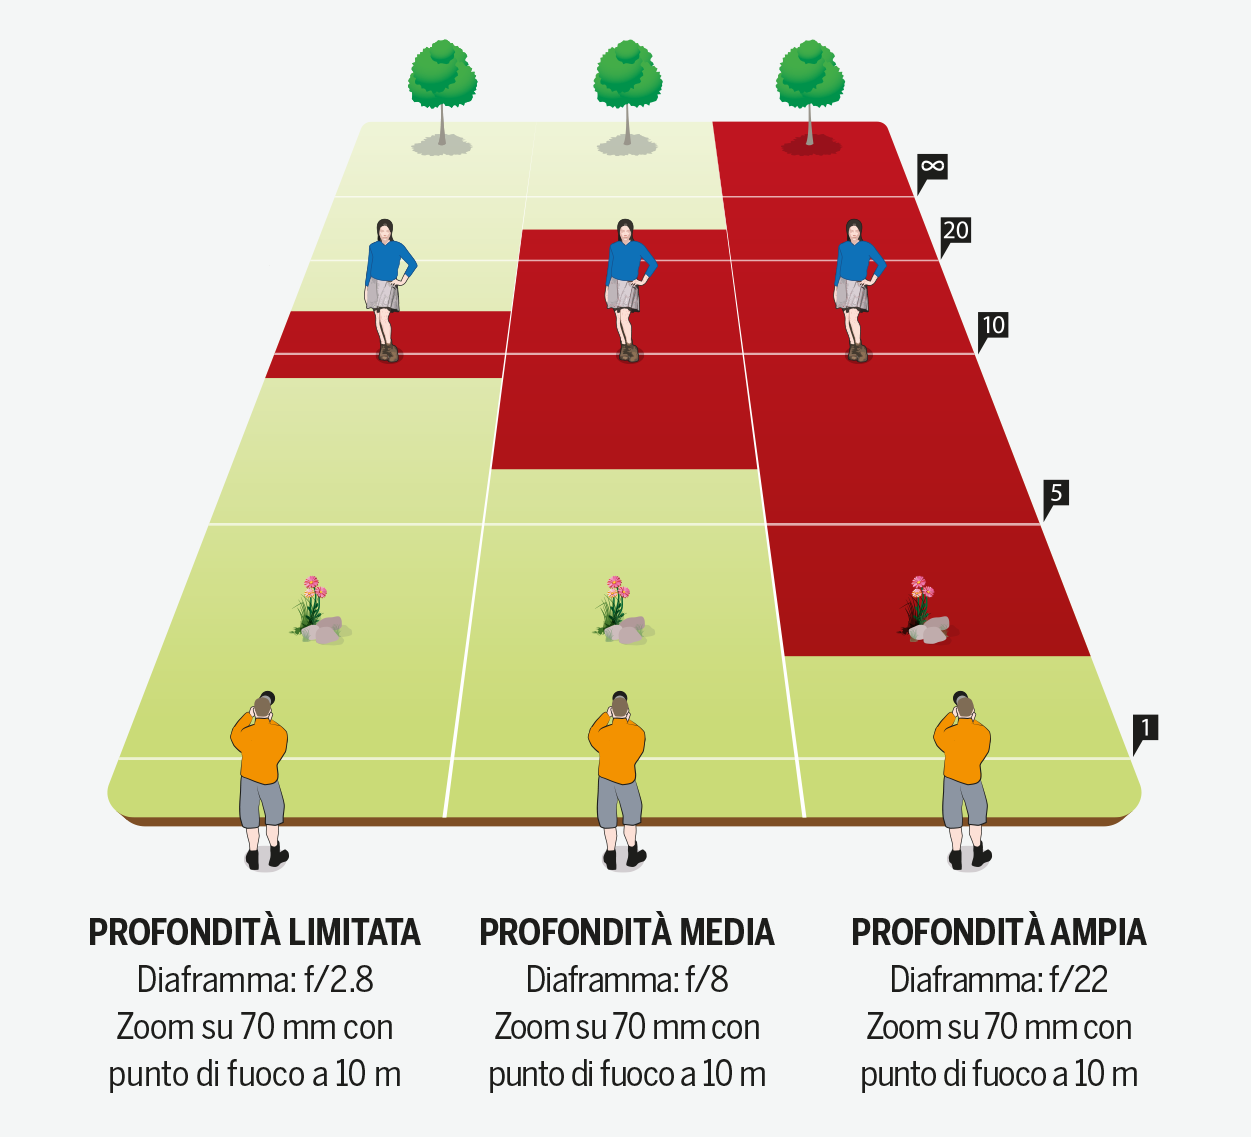 ∞
20
10
5
1
PROFONDITÀ LIMITATA
Diaframma: f/2.8
Zoom su 70 mm con
punto di fuoco a 10 m
PROFONDITÀ MEDIA
Diaframma: f/8
Zoom su 70 mm con
punto di fuoco a 10 m
PROFONDITÀ AMPIA
Diaframma: f/22
Zoom su 70 mm con
punto di fuoco a 10 m